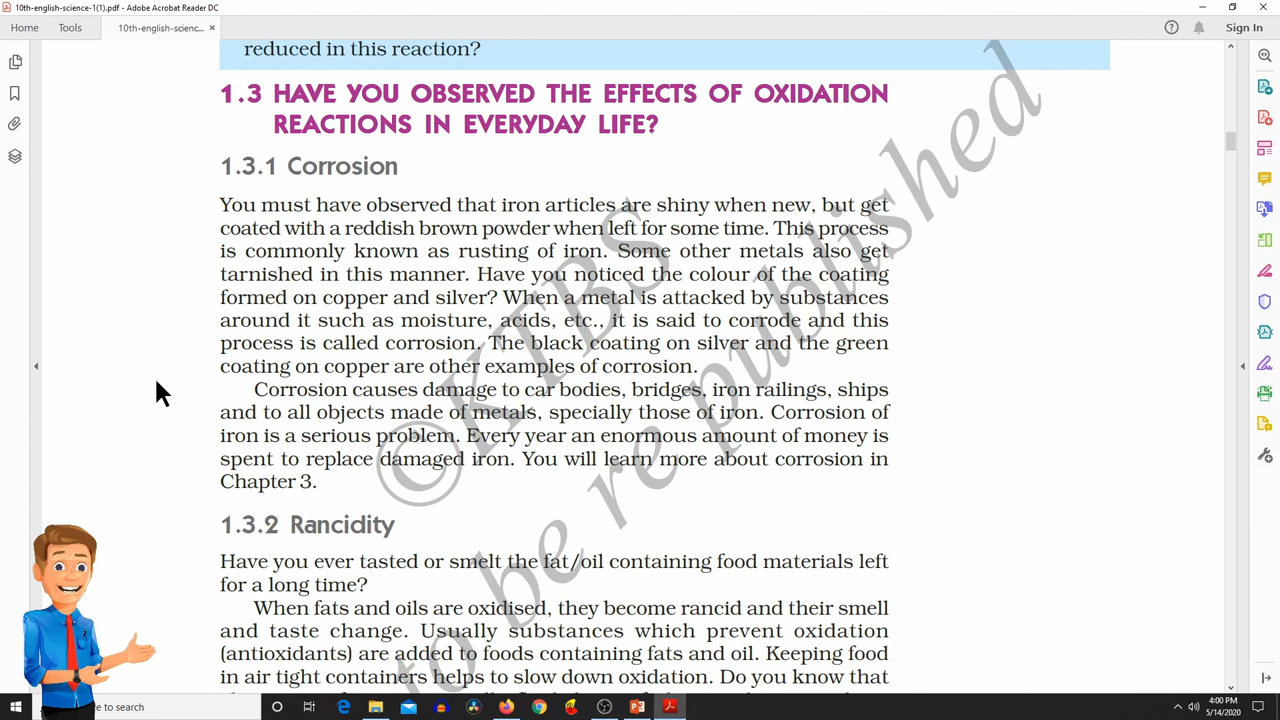 10th-english-science-1(1).pdf - Adobe Acrobat Reader DC
Home Tools 10th-english-scienc... × Sign In
reduced in this reaction?
1.3 HAVE YOU OBSERVED THE EFFECTS OF OXIDATION
REACTIONS IN EVERYDAY LIFE?
1.3.1 Corrosion
You must have observed that iron articles are shiny when new, but get
coated with a reddish brown powder when left for some time. This process
is commonly known as rusting of iron. Some other metals also get
tarnished in this manner. Have you noticed the colour of the coating
formed on copper and silver? When a metal is attacked by substances
around it such as moisture, acids, etc., it is said to corrode and this
process is called corrosion. The black coating on silver and the green
coating on copper are other examples of corrosion.
Corrosion causes damage to car bodies, bridges, iron railings, ships
and to all objects made of metals, specially those of iron. Corrosion of
iron is a serious problem. Every year an enormous amount of money is
spent to replace damaged iron. You will learn more about corrosion in
Chapter 3.
1.3.2 Rancidity
Have you ever tasted or smelt the fat/oil containing food materials left
for a long time?
When fats and oils are oxidised, they become rancid and their smell
and taste change. Usually substances which prevent oxidation
(antioxidants) are added to foods containing fats and oil. Keeping food
in air tight containers helps to slow down oxidation. Do you know that
©KTBS
to be republished
to search
4:00 PM
5/14/2020